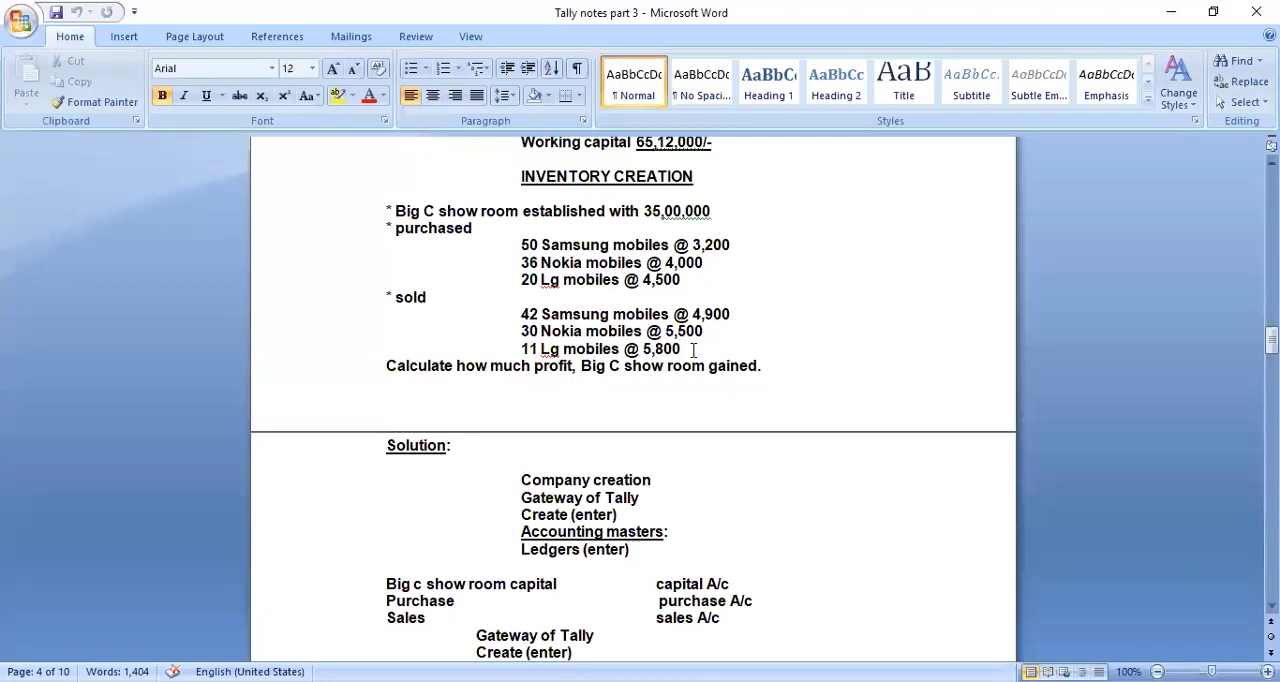 Tally notes part 3 - Microsoft Word
Home Insert Page Layout References Mailings Review View
Paste Cut Copy Format Painter
Clipboard
Arial 12
Font
Paragraph
AaBbCcDc AaBbCcDc AaBbC AaBbCc AaB AaBbCc. AaBbCcDc AaBbCcDc
¶ Normal ¶ No Spaci... Heading 1 Heading 2 Title Subtitle Subtle Em... Emphasis
Change Styles
Styles
Find
Replace
Select
Editing
Working capital 65,12,000/-
INVENTORY CREATION
* Big C show room established with 35,00,000
* purchased
50 Samsung mobiles @ 3,200
36 Nokia mobiles @ 4,000
20 Lg mobiles @ 4,500
* sold
42 Samsung mobiles @ 4,900
30 Nokia mobiles @ 5,500
11 Lg mobiles @ 5,800
Calculate how much profit, Big C show room gained.
Solution:
Company creation
Gateway of Tally
Create (enter)
Accounting masters:
Ledgers (enter)
Big c show room capital capital A/c
Purchase purchase A/c
Sales sales A/c
Gateway of Tally
Create (enter)
Page: 4 of 10 Words: 1,404 English (United States) 100%